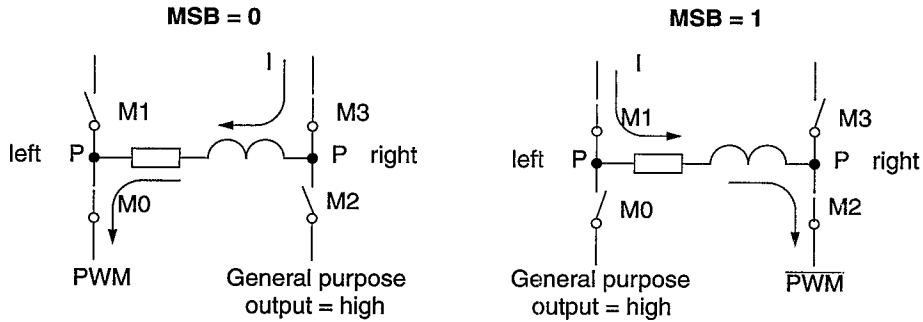 MSB = 0
MSB = 1
I
M1
M3
left
P
P
right
M0
M2
PWM
General purpose
output = high
I
M1
M3
left
P
P
right
M0
M2
General purpose
output = high
PWM